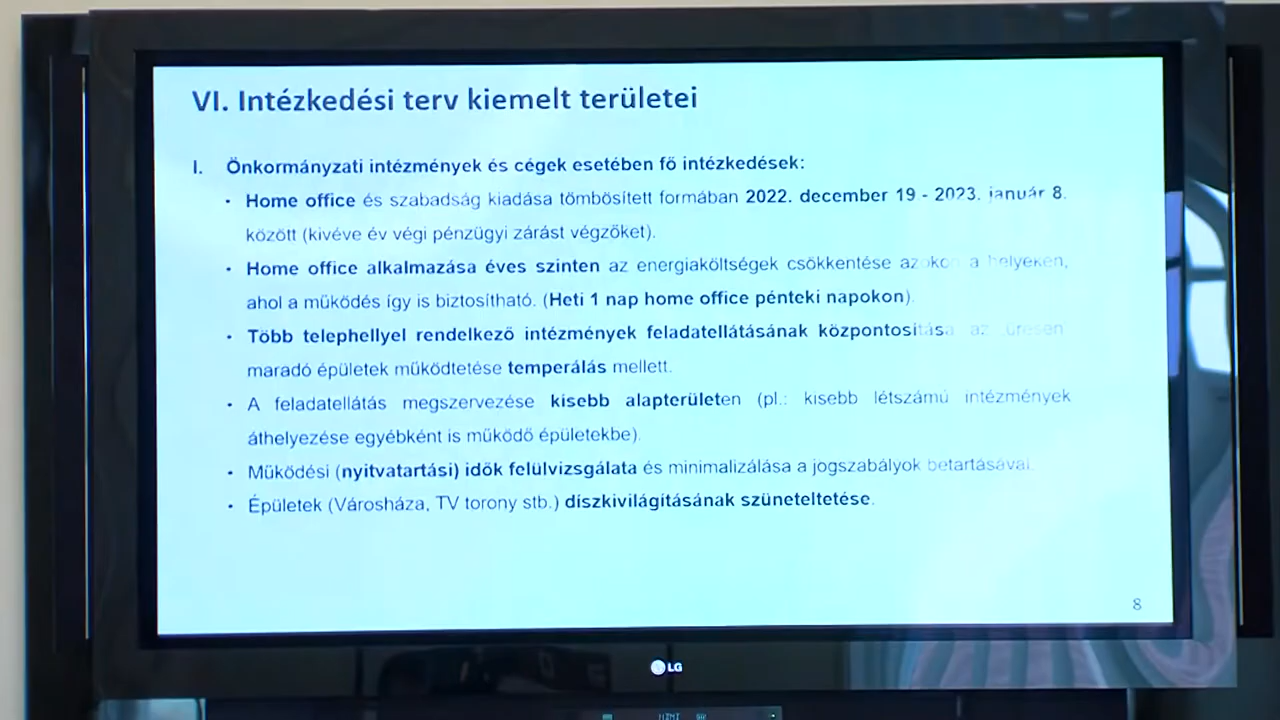 VI. Intézkedési terv kiemelt területei
I. Önkormányzati intézmények és cégek esetében fő intézkedések:
• Home office és szabadság kiadása tömbösített formában 2022. december 19 - 2023. január 8.
között (kivéve év végi pénzügyi zárást végzőket).
• Home office alkalmazása éves szinten az energiaköltségek csökkentése azokon a helyeken,
ahol a működés így is biztosítható. (Heti 1 nap home office pénteki napokon).
• Több telephellyel rendelkező intézmények feladatellátásának központosítása az üresen
maradó épületek működtetése temperálás mellett.
• A feladatellátás megszervezése kisebb alapterületen (pl.: kisebb létszámú intézmények
áthelyezése egyébként is működő épületekbe).
• Működési (nyitvatartási) idők felülvizsgálata és minimalizálása a jogszabályok betartásával.
• Épületek (Városháza, TV torony stb.) díszkivilágításának szüneteltetése.
8
LG